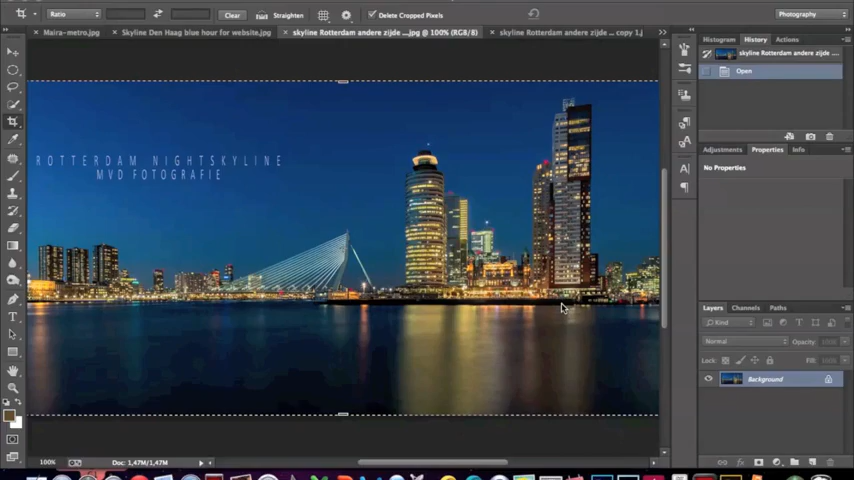 Ratio
Clear
Straighten
Delete Cropped Pixels
Photography
Maira-metro.jpg
Skyline Den Haag blue hour for website.jpg
skyline Rotterdam andere zijde ...jpg @ 100% (RGB/8)
skyline Rotterdam andere zijde ... copy 1.j
Histogram
History
Actions
skyline Rotterdam andere zijde ...
Open
Adjustments
Properties
Info
No Properties
ROTTERDAM NIGHTSKYLINE
MVD FOTOGRAFIE
Layers
Channels
Paths
Kind
Normal
Opacity:
Lock:
Fill:
Background
100%
Doc: 1,47M/1,47M